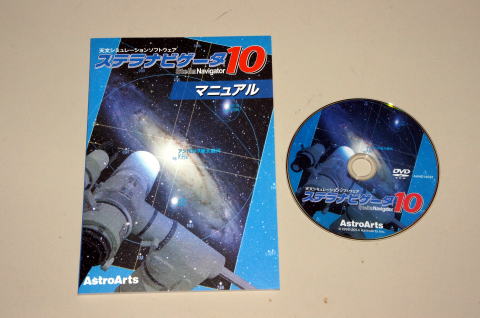 天文シミュレーションソフトウェア
ステラナビゲータ10
Stella Navigator
マニュアル
AstroArts
DVD
天文シミュレーションソフトウェア
ステラナビゲータ10
Stella Navigator
AstroArts